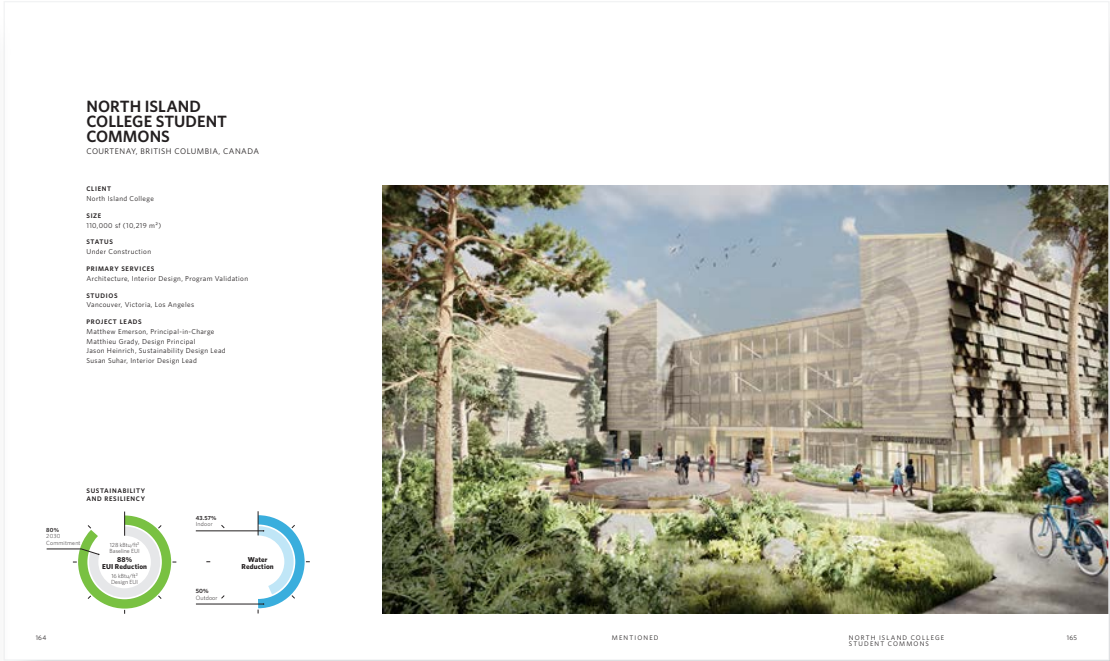 NORTH ISLAND
COLLEGE STUDENT
COMMONS
COURTENAY, BRITISH COLUMBIA, CANADA
CLIENT
North Island College
SIZE
110,000 sf (10,219 m²)
STATUS
Under Construction
PRIMARY SERVICES
Architecture, Interior Design, Program Validation
STUDIOS
Vancouver, Victoria, Los Angeles
PROJECT LEADS
Matthew Emerson, Principal-in-Charge
Matthieu Grady, Design Principal
Jason Heinrich, Sustainability Design Lead
Susan Suhar, Interior Design Lead
SUSTAINABILITY
AND RESILIENCY
80%
2030
Commitment
128 kBtu/ft²
Baseline EUI
88%
EUI Reduction
16 kBtu/ft²
Design EUI
43.57%
Indoor
Water
Reduction
50%
Outdoor
164
MENTIONED
NORTH ISLAND COLLEGE
STUDENT COMMONS
165